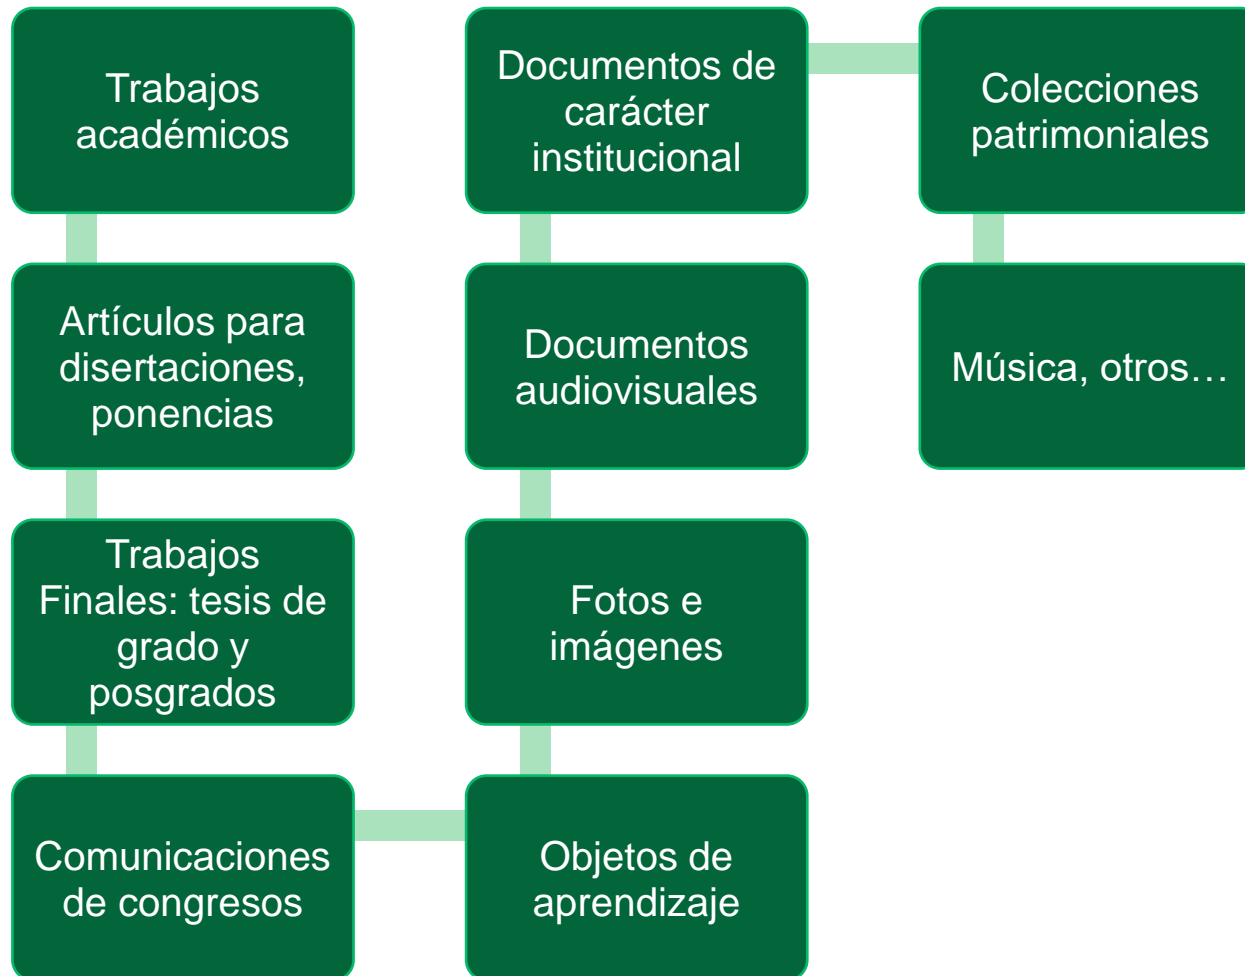 Trabajos
académicos
Artículos para
disertaciones,
ponencias
Trabajos
Finales: tesis de
grado y
posgrados
Comunicaciones
de congresos
Objetos de
aprendizaje
Fotos e
imágenes
Documentos
audiovisuales
Documentos de
carácter
institucional
Colecciones
patrimoniales
Música, otros…